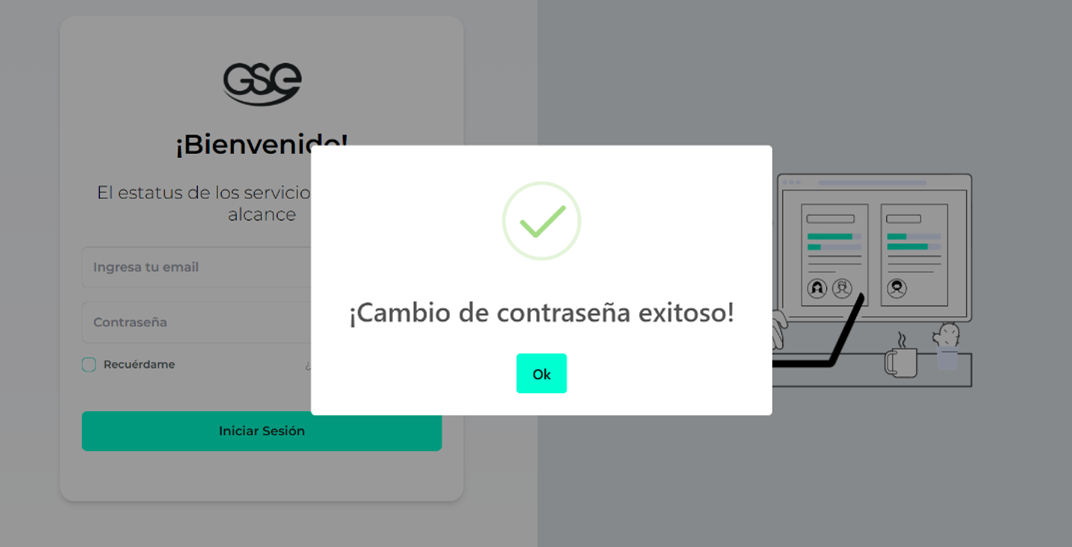 GSE
¡Bienvenido!
El estatus de los servicio
alcance
Ingresa tu email
Contraseña
Recuérdame
Iniciar Sesión
¡Cambio de contraseña exitoso!
Ok